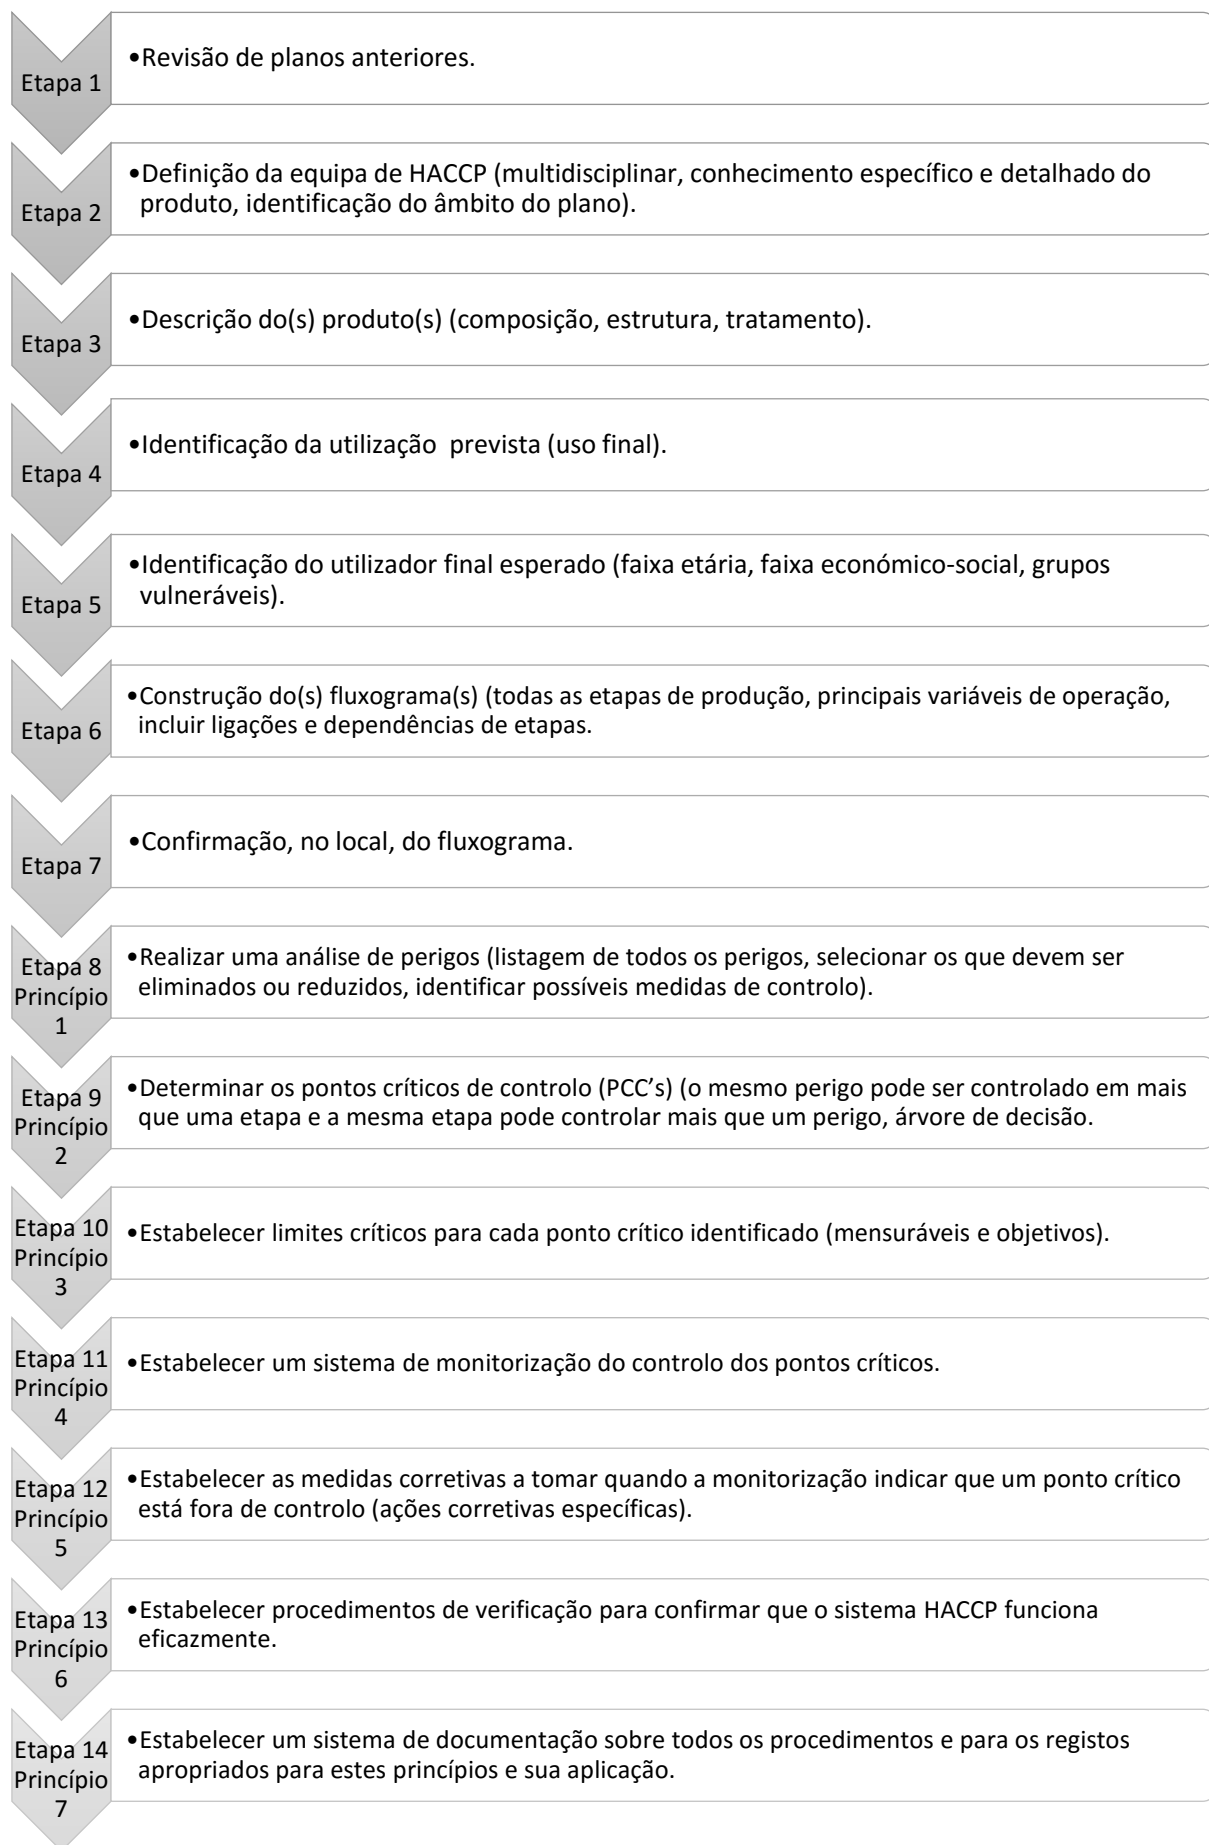 Etapa 1
•Revisão de planos anteriores.
Etapa 2
•Definição da equipa de HACCP (multidisciplinar, conhecimento específico e detalhado do
produto, identificação do âmbito do plano).
Etapa 3
•Descrição do(s) produto(s) (composição, estrutura, tratamento).
Etapa 4
•Identificação da utilização  prevista (uso final).
Etapa 5
•Identificação do utilizador final esperado (faixa etária, faixa económico-social, grupos
vulneráveis).
Etapa 6
•Construção do(s) fluxograma(s) (todas as etapas de produção, principais variáveis de operação,
incluir ligações e dependências de etapas.
Etapa 7
•Confirmação, no local, do fluxograma.
Etapa 8
Princípio
1
•Realizar uma análise de perigos (listagem de todos os perigos, selecionar os que devem ser
eliminados ou reduzidos, identificar possíveis medidas de controlo).
Etapa 9
Princípio
2
•Determinar os pontos críticos de controlo (PCC’s) (o mesmo perigo pode ser controlado em mais
que uma etapa e a mesma etapa pode controlar mais que um perigo, árvore de decisão.
Etapa 10
Princípio
3
•Estabelecer limites críticos para cada ponto crítico identificado (mensuráveis e objetivos).
Etapa 11
Princípio
4
•Estabelecer um sistema de monitorização do controlo dos pontos críticos.
Etapa 12
Princípio
5
•Estabelecer as medidas corretivas a tomar quando a monitorização indicar que um ponto crítico
está fora de controlo (ações corretivas específicas).
Etapa 13
Princípio
6
•Estabelecer procedimentos de verificação para confirmar que o sistema HACCP funciona
eficazmente.
Etapa 14
Princípio
7
•Estabelecer um sistema de documentação sobre todos os procedimentos e para os registos
apropriados para estes princípios e sua aplicação.